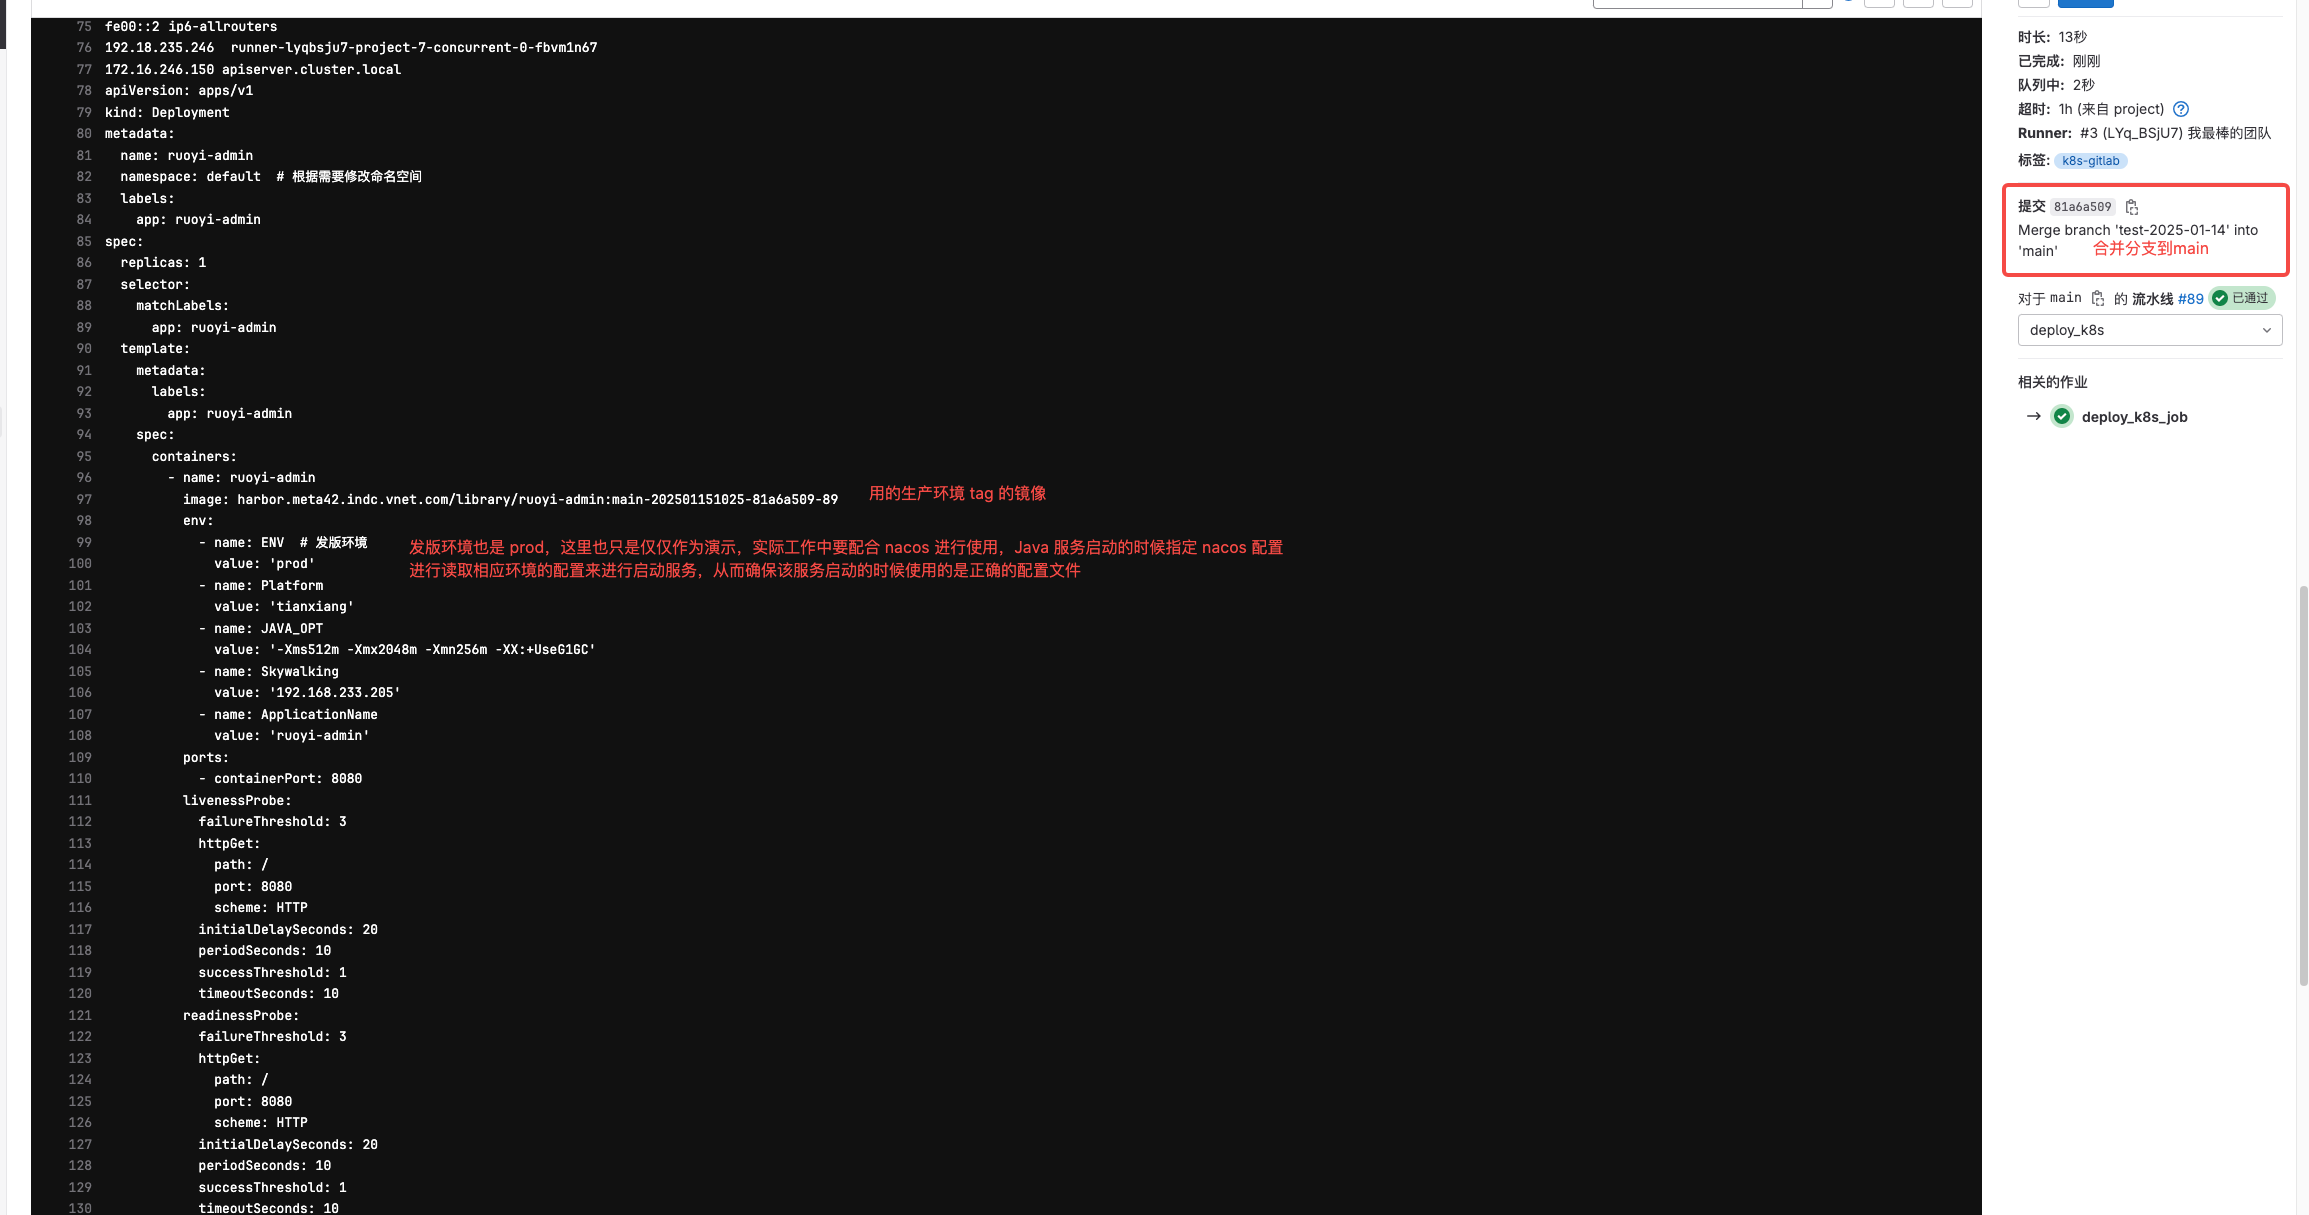 75 fe00::2 ip6-allrouters
76 192.18.235.246  runner-lyqbsju7-project-7-concurrent-0-fbvm1n67
77 172.16.246.150 apiserver.cluster.local
78 apiVersion: apps/v1
79 kind: Deployment
80 metadata:
81   name: ruoyi-admin
82   namespace: default  # 根据需要修改命名空间
83   labels:
84     app: ruoyi-admin
85 spec:
86   replicas: 1
87   selector:
88     matchLabels:
89       app: ruoyi-admin
90   template:
91     metadata:
92       labels:
93         app: ruoyi-admin
94     spec:
95       containers:
96         - name: ruoyi-admin
97           image: harbor.meta42.indc.vnet.com/library/ruoyi-admin:main-202501151025-81a6a509-89 用的生产环境 tag 的镜像
98           env:
99             - name: ENV  # 发版环境
发版环境也是 prod，这里也只是仅仅作为演示，实际工作中要配合 nacos 进行使用，Java 服务启动的时候指定 nacos 配置
100               value: 'prod'
进行读取相应环境的配置来进行启动服务，从而确保该服务启动的时候使用的是正确的配置文件
101             - name: Platform
102               value: 'tianxiang'
103             - name: JAVA_OPT
104               value: '-Xms512m -Xmx2048m -Xmn256m -XX:+UseG1GC'
105             - name: Skywalking
106               value: '192.168.233.205'
107             - name: ApplicationName
108               value: 'ruoyi-admin'
109           ports:
110             - containerPort: 8080
111           livenessProbe:
112             failureThreshold: 3
113             httpGet:
114               path: /
115               port: 8080
116               scheme: HTTP
117             initialDelaySeconds: 20
118             periodSeconds: 10
119             successThreshold: 1
120             timeoutSeconds: 10
121           readinessProbe:
122             failureThreshold: 3
123             httpGet:
124               path: /
125               port: 8080
126               scheme: HTTP
127             initialDelaySeconds: 20
128             periodSeconds: 10
129             successThreshold: 1
130             timeoutSeconds: 10
时长: 13秒
已完成: 刚刚
队列中: 2秒
超时: 1h (来自 project)
Runner: #3 (LYq_BSjU7) 我最棒的团队
标签: k8s-gitlab
提交 81a6a509
Merge branch 'test-2025-01-14' into
'main' 合并分支到main
对于 main 的 流水线 #89 已通过
deploy_k8s
相关的作业
→ deploy_k8s_job